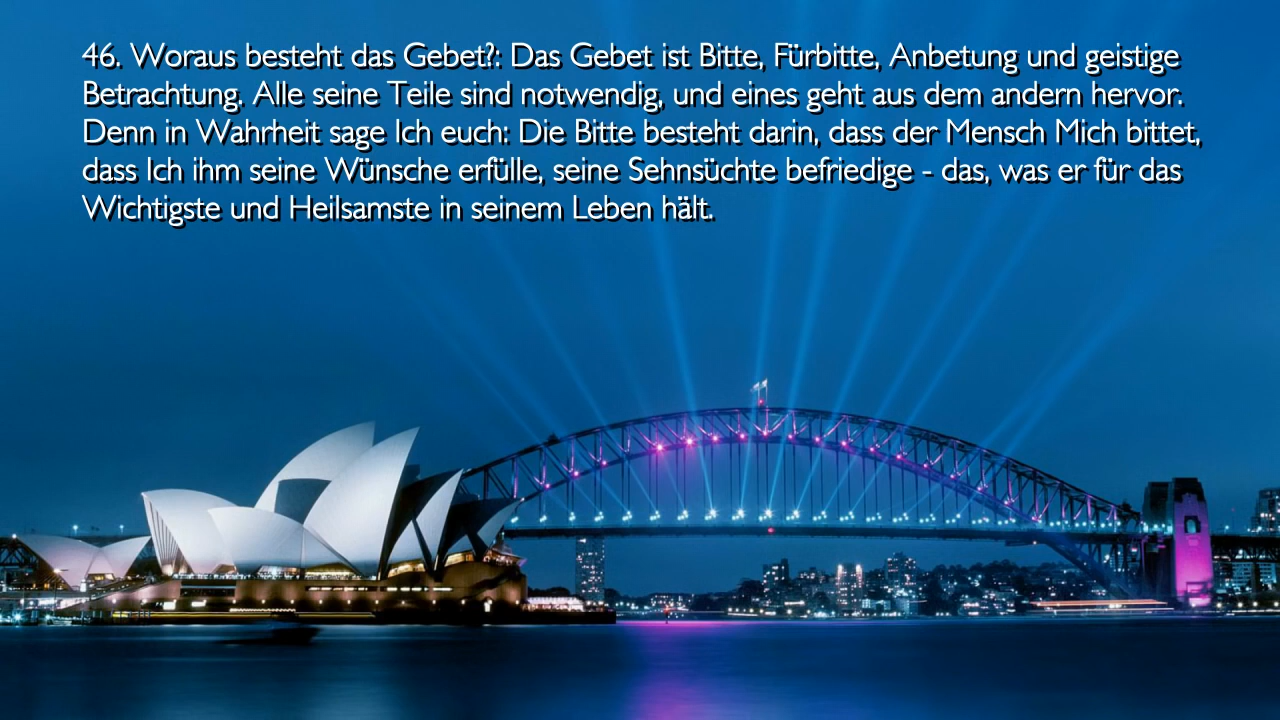 46. Woraus besteht das Gebet?: Das Gebet ist Bitte, Fürbitte, Anbetung und geistige
Betrachtung. Alle seine Teile sind notwendig, und eines geht aus dem andern hervor.
Denn in Wahrheit sage Ich euch: Die Bitte besteht darin, dass der Mensch Mich bittet,
dass Ich ihm seine Wünsche erfülle, seine Sehnsüchte befriedige - das, was er für das
Wichtigste und Heilsamste in seinem Leben hält.